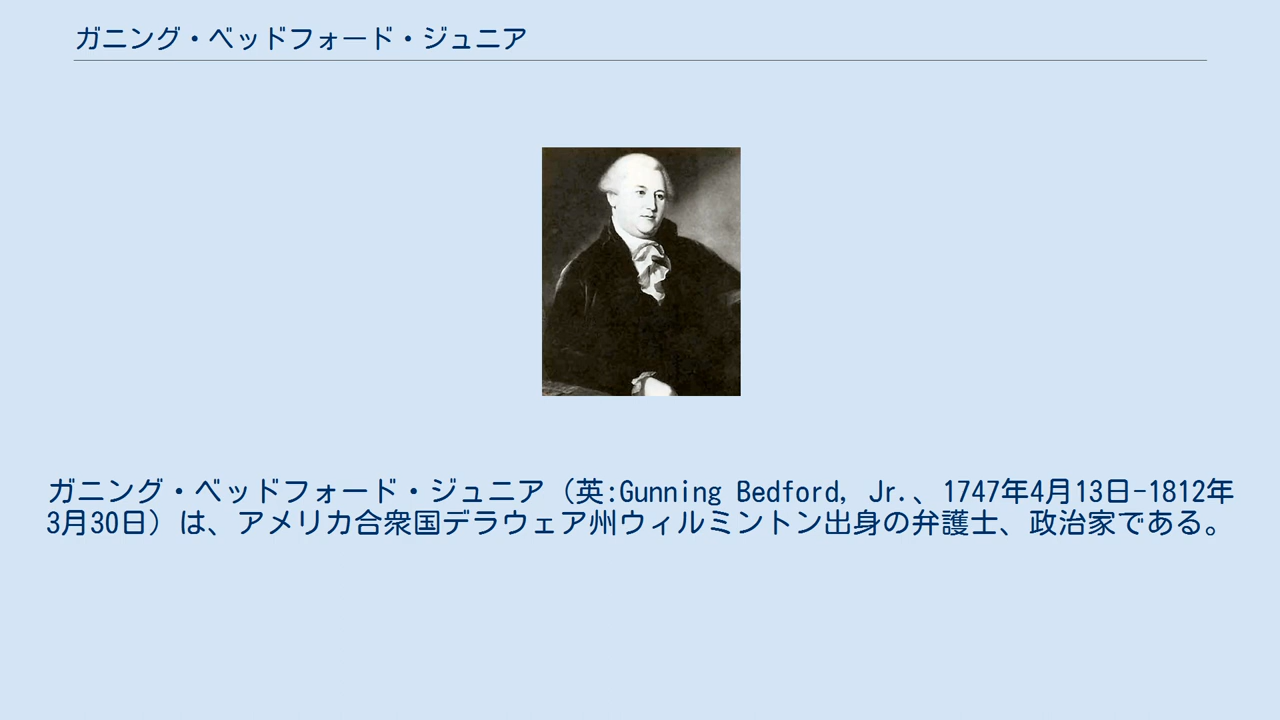 ガニング・ベッドフォード・ジュニア
ガニング・ベッドフォード・ジュニア（英:Gunning Bedford, Jr.、1747年4月13日-1812年
3月30日）は、アメリカ合衆国デラウェア州ウィルミントン出身の弁護士、政治家である。